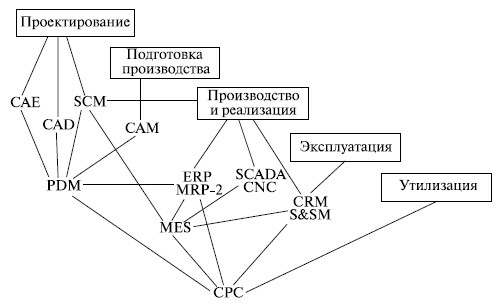 Проектирование
Подготовка
производства
CAE
SCM
Производство
и реализация
CAD
CAM
Эксплуатация
PDM
ERP
MRP-2
SCADA
CNC
Утилизация
CRM
S&SM
MES
CPC